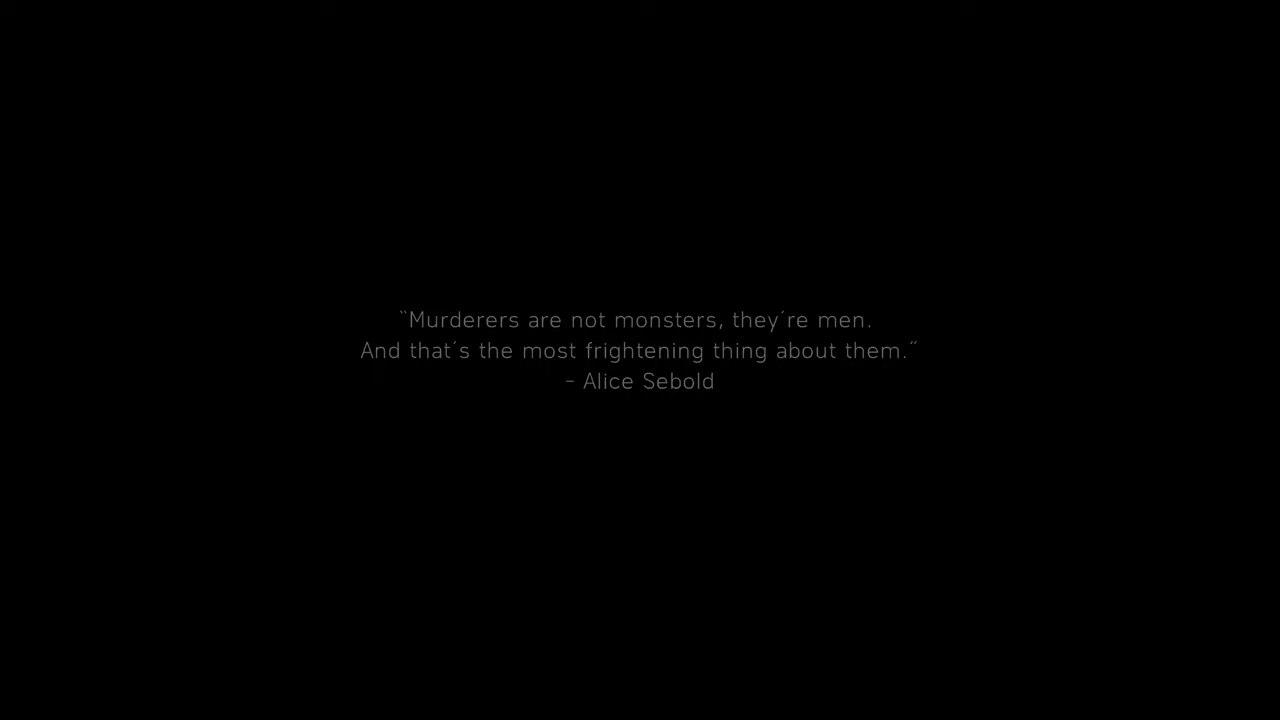 “Murderers are not monsters, they´re men.
And that´s the most frightening thing about them.”
- Alice Sebold